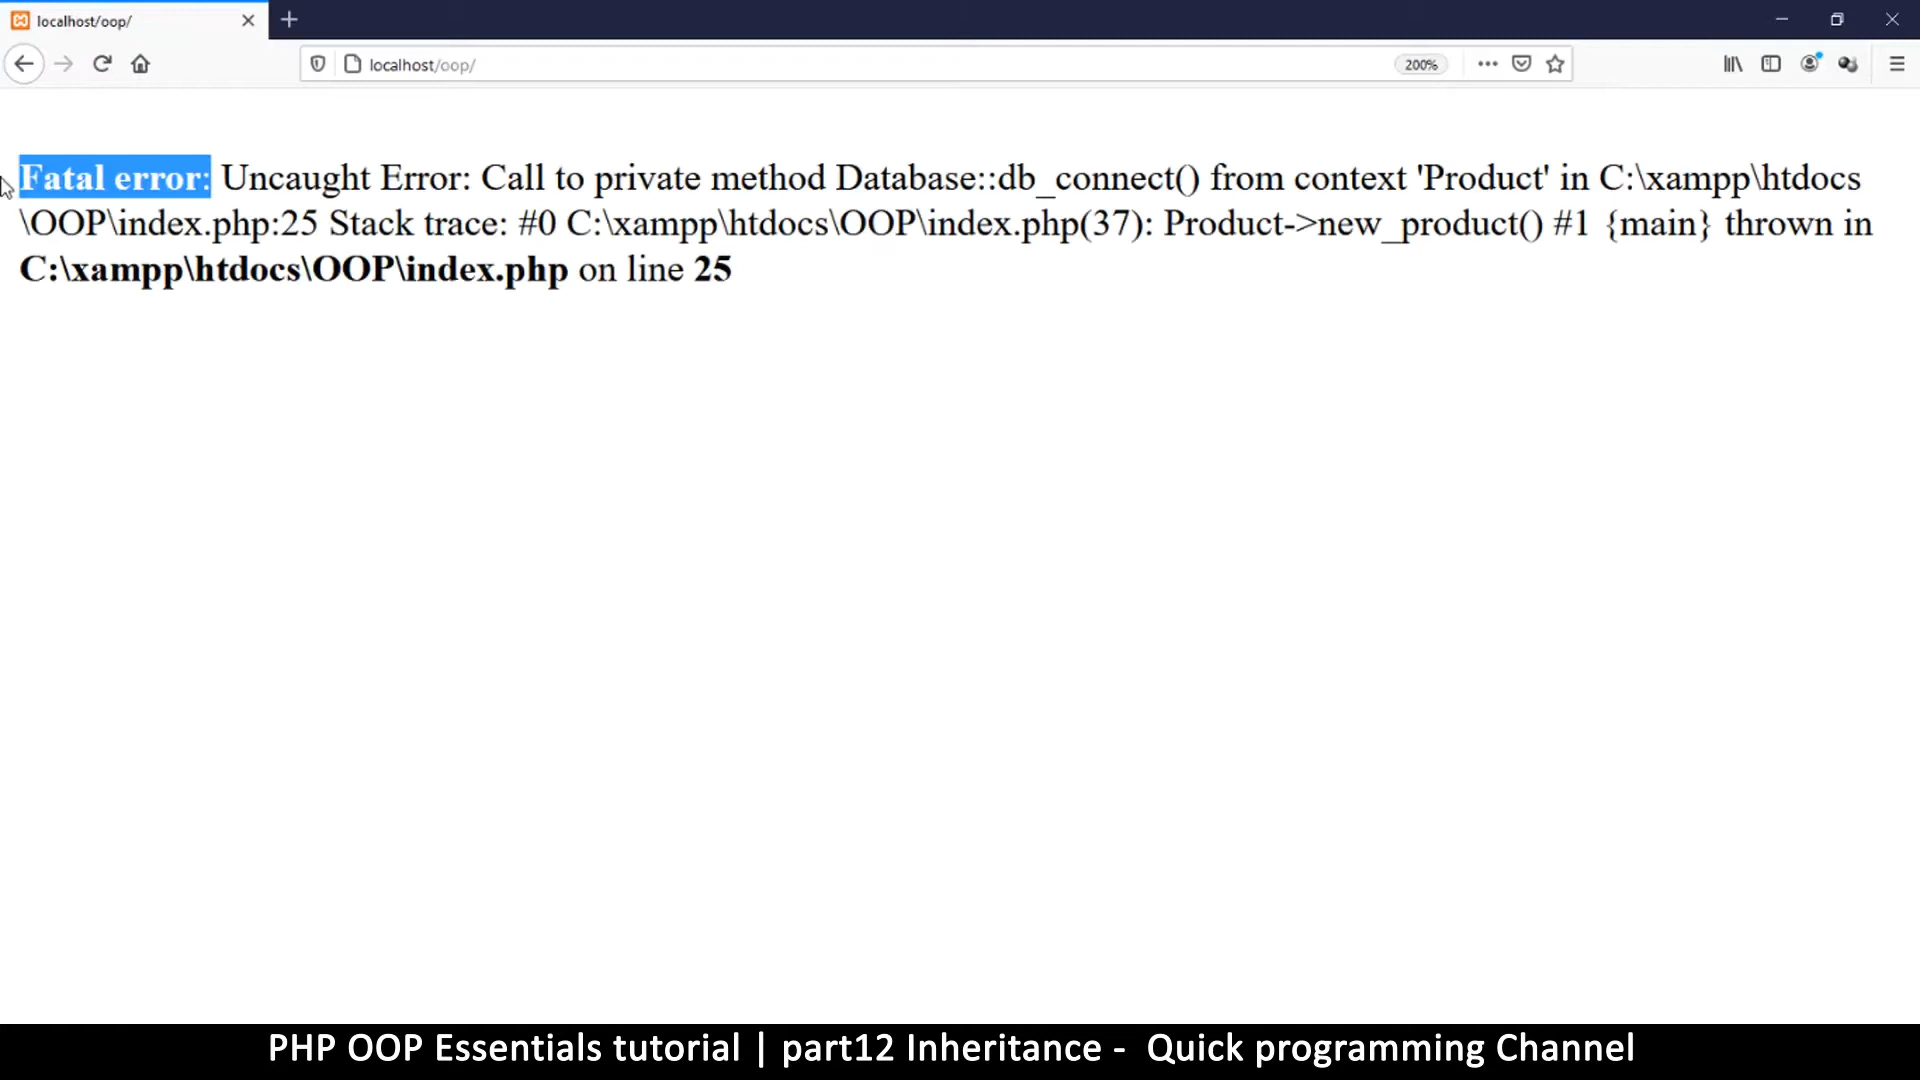 localhost/oop/
localhost/oop/
200%
Fatal error: Uncaught Error: Call to private method Database::db_connect() from context 'Product' in C:\xampp\htdocs
\OOP\index.php:25 Stack trace: #0 C:\xampp\htdocs\OOP\index.php(37): Product->new_product() #1 {main} thrown in
C:\xampp\htdocs\OOP\index.php on line 25
PHP OOP Essentials tutorial | part12 Inheritance - Quick programming Channel